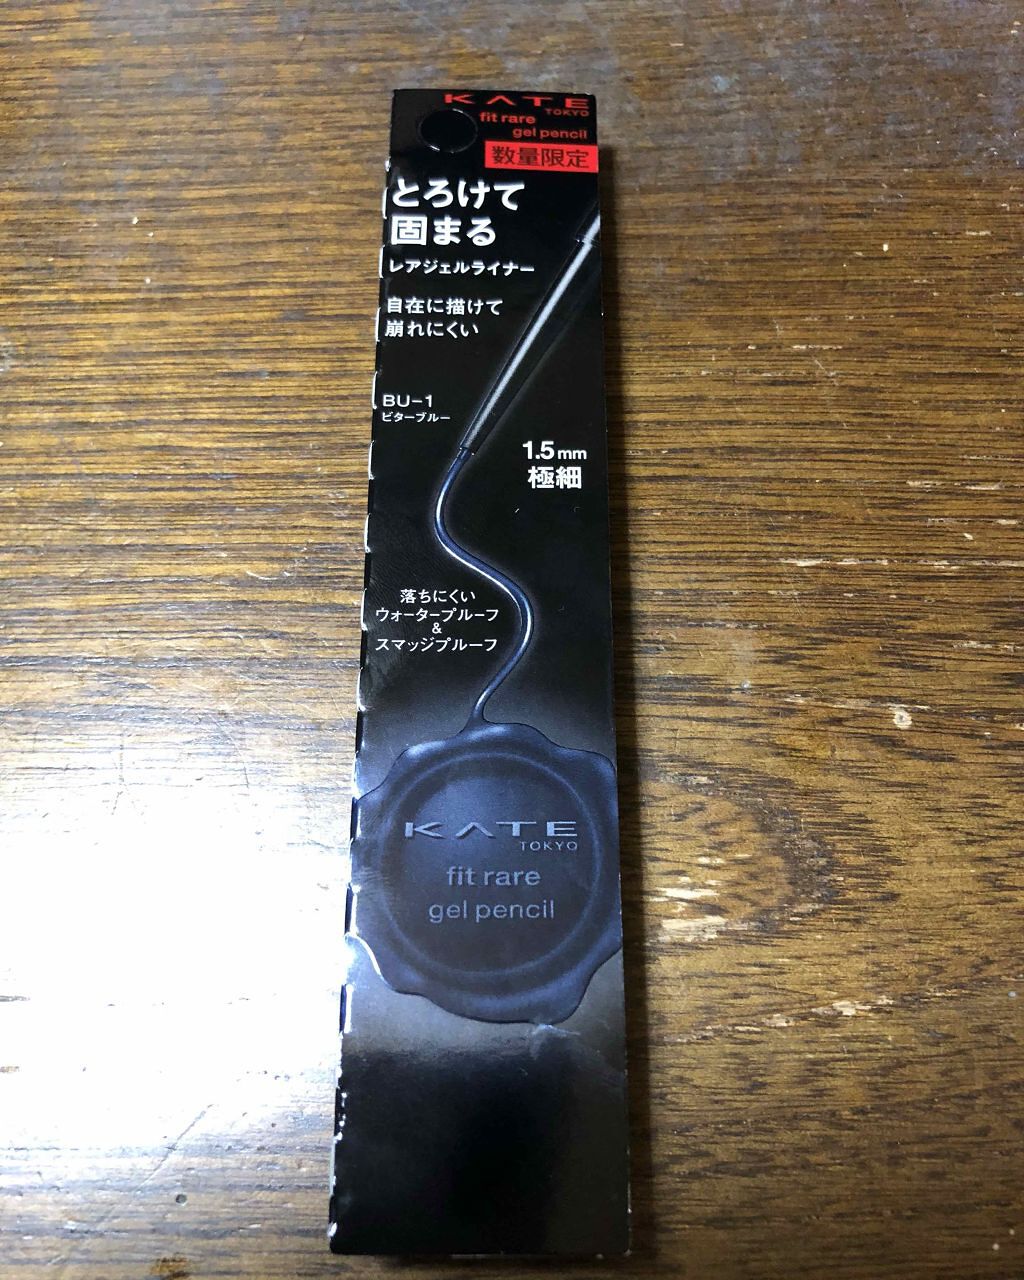 KATE
TOKYO
fit rare
gel pencil
数量限定
とろけて
固まる
レアジェルライナー
自在に描けて
崩れにくい
BU-1
ビターブルー
1.5mm
極細
落ちにくい
ウォータープルーフ
&
スマッジプルーフ
KATE
TOKYO
fit rare
gel pencil